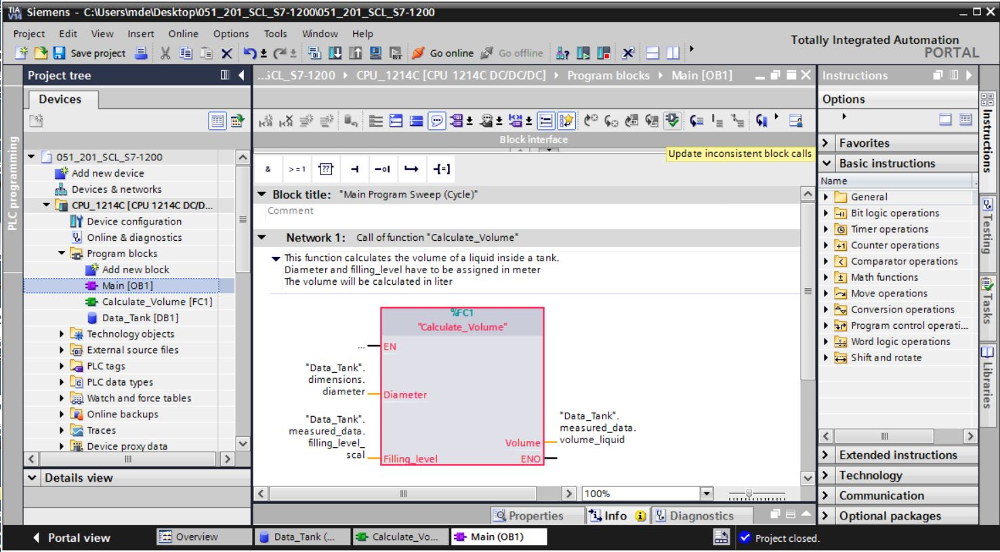 TIA
V14
Siemens - C:\Users\mde\Desktop\051_201_SCL_S7-1200\051_201_SCL_S7-1200
Project Edit View Insert Online Options Tools Window Help
Totally Integrated Automation
PORTAL
Save project
Go online
Go offline
Project tree
...SCL_S7-1200 CPU_1214C [CPU 1214C DC/DC/DC] Program blocks Main [OB1]
Instructions
Devices
Options
PLC programming
Block interface
Update inconsistent block calls
& >=1 ?? -o| -[=]
051_201_SCL_S7-1200
Add new device
Devices & networks
CPU_1214C [CPU 1214C DC/D...
Device configuration
Online & diagnostics
Program blocks
Add new block
Main [OB1]
Calculate_Volume [FC1]
Data_Tank [DB1]
Technology objects
External source files
PLC tags
PLC data types
Watch and force tables
Online backups
Traces
Device proxy data
Details view
Block title: "Main Program Sweep (Cycle)"
Comment
Network 1: Call of function "Calculate_Volume"
This function calculates the volume of a liquid inside a tank.
Diameter and filling_level have to be assigned in meter
The volume will be calculated in liter
%FC1
"Calculate_Volume"
... EN
"Data_Tank".
dimensions.
diameter Diameter
"Data_Tank".
measured_data.
filling_level_
scal Filling_level
"Data_Tank".
measured_data.
Volume volume_liquid
ENO
100%
Properties Info Diagnostics
Favorites
Basic instructions
Name
General
Bit logic operations
Timer operations
Counter operations
Comparator operations
Math functions
Move operations
Conversion operations
Program control operati...
Word logic operations
Shift and rotate
Extended instructions
Technology
Communication
Optional packages
Instructions
Testing
Tasks
Libraries
Portal view Overview Data_Tank (... Calculate_Vo... Main (OB1) Project closed.